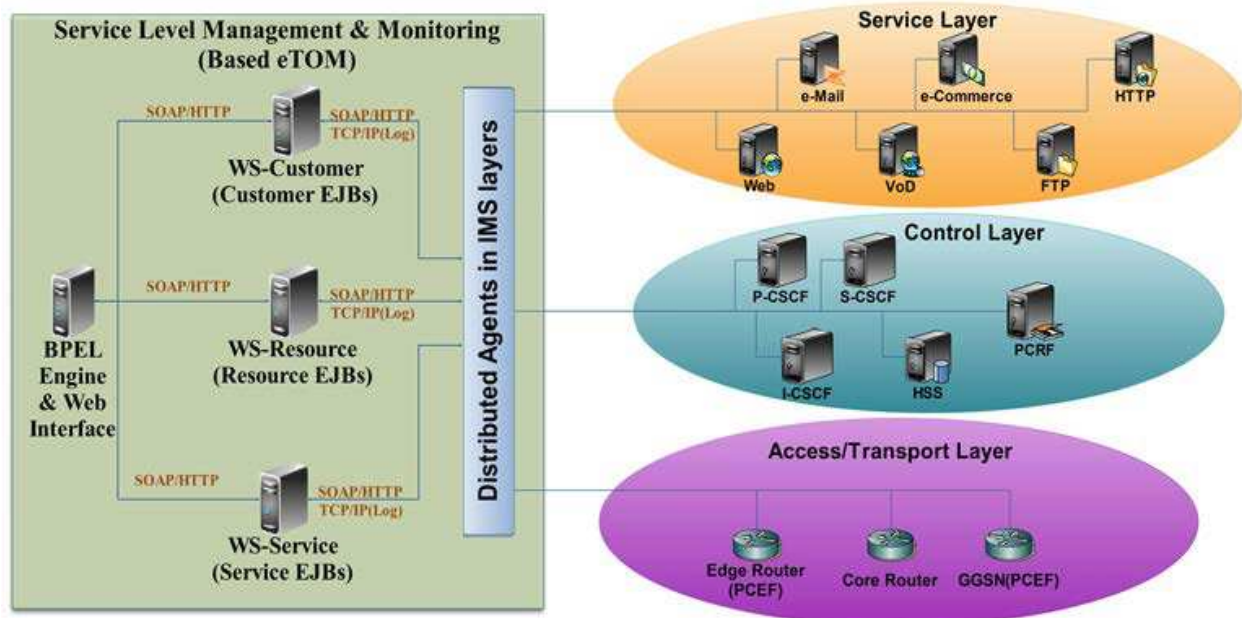 Service Level Management & Monitoring
(Based eTOM)
SOAP/HTTP
SOAP/HTTP
TCP/IP(Log)
WS-Customer
(Customer EJBs)
SOAP/HTTP
SOAP/HTTP
TCP/IP(Log)
WS-Resource
(Resource EJBs)
BPEL
Engine
& Web
Interface
SOAP/HTTP
SOAP/HTTP
TCP/IP(Log)
WS-Service
(Service EJBs)
Distributed Agents in IMS layers
Service Layer
e-Mail
e-Commerce
HTTP
Web
VoD
FTP
Control Layer
P-CSCF
S-CSCF
PCRF
I-CSCF
HSS
Access/Transport Layer
Edge Router
(PCEF)
Core Router
GGSN(PCEF)